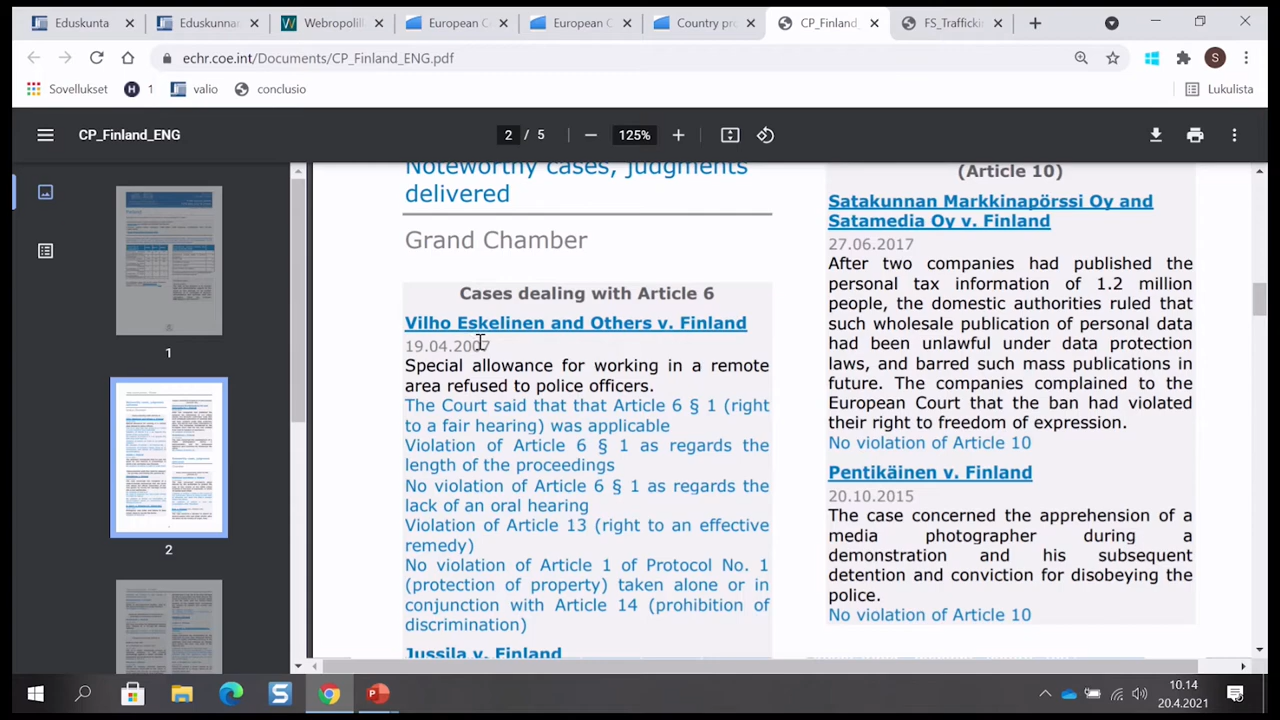 Eduskunta
Eduskunna
Webropolil
European C
European C
Country pro
CP_Finland_
FS_Traffickin
echr.coe.int/Documents/CP_Finland_ENG.pdf
S
Sovellukset
H
1
valio
conclusio
Lukulista
CP_Finland_ENG
2 / 5
125%
1
2
Noteworthy cases, judgments
delivered
Grand Chamber
Cases dealing with Article 6
Vilho Eskelinen and Others v. Finland
19.04.2007
Special allowance for working in a remote
area refused to police officers.
The Court said that that Article 6 § 1 (right
to a fair hearing) was applicable
Violation of Article 6 § 1 as regards the
length of the proceedings
No violation of Article 6 § 1 as regards the
lack of an oral hearing
Violation of Article 13 (right to an effective
remedy)
No violation of Article 1 of Protocol No. 1
(protection of property) taken alone or in
conjunction with Article 14 (prohibition of
discrimination)
Jussila v. Finland
(Article 10)
Satakunnan Markkinapörssi Oy and
Satamedia Oy v. Finland
27.06.2017
After two companies had published the
personal tax information of 1.2 million
people, the domestic authorities ruled that
such wholesale publication of personal data
had been unlawful under data protection
laws, and barred such mass publications in
future. The companies complained to the
European Court that the ban had violated
their right to freedom of expression.
No violation of Article 10
Pentikäinen v. Finland
20.10.2015
The case concerned the apprehension of a
media photographer during a
demonstration and his subsequent
detention and conviction for disobeying the
police.
No violation of Article 10
10.14
20.4.2021